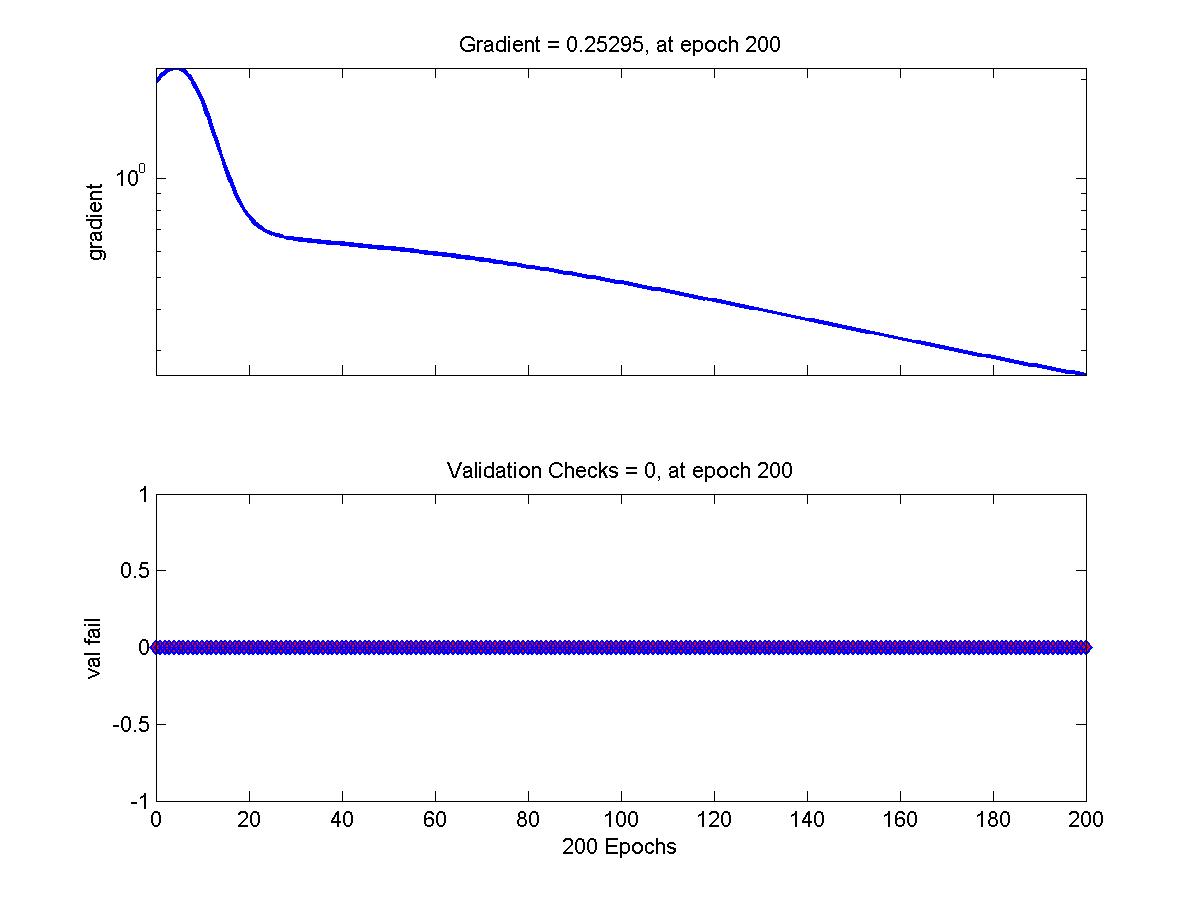 Gradient = 0.25295, at epoch 200
10^0
gradient
Validation Checks = 0, at epoch 200
1
0.5
0
-0.5
-1
val fail
0 20 40 60 80 100 120 140 160 180 200
200 Epochs